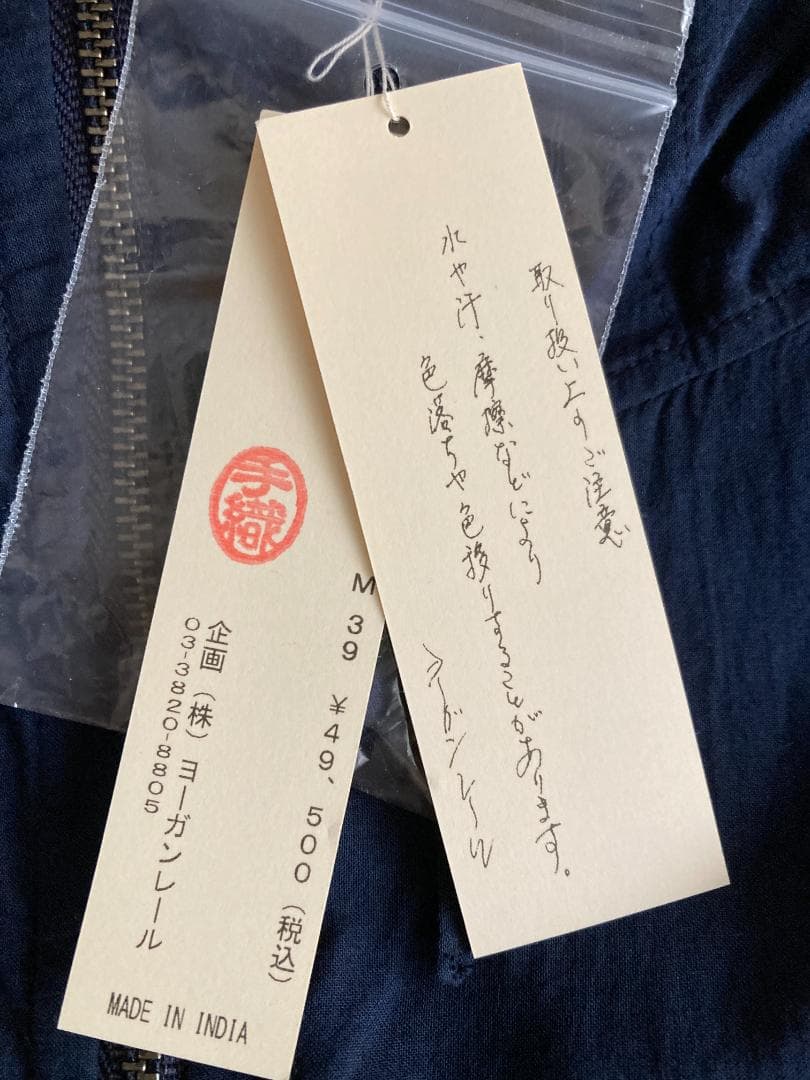 取り扱い上のご注意
水や汗、摩擦などにより
色落ちや色移りすることがあります。
ヨーガンレール
手織
M
39 ¥49、500(税込)
企画(株)ヨーガンレール
03-3820-8805
MADE IN INDIA